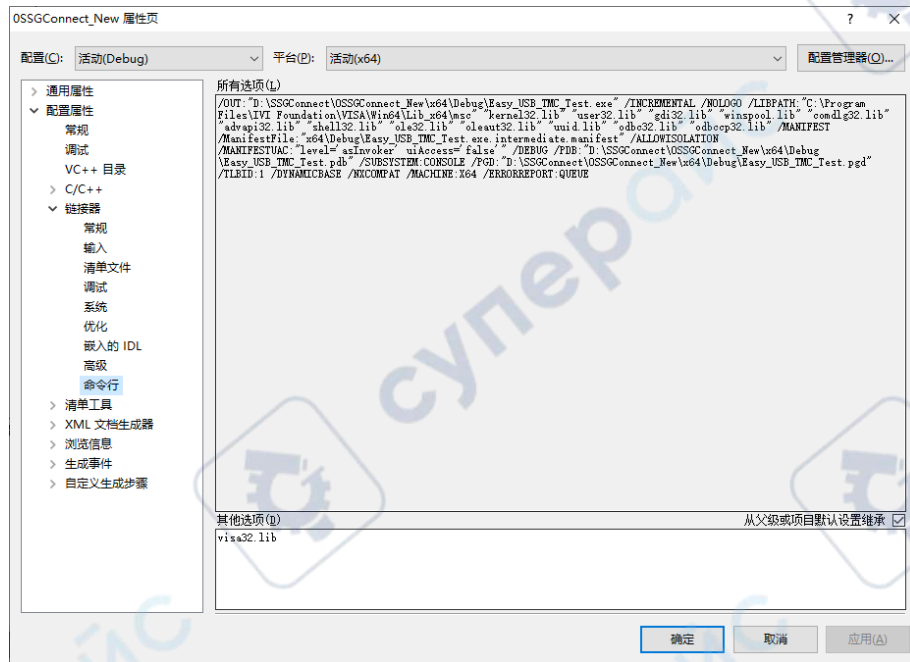 0SSGConnect_New 属性页
? ×
配置(C): 活动(Debug) 平台(P): 活动(x64) 配置管理器(O)...
通用属性
配置属性
常规
调试
VC++ 目录
C/C++
链接器
常规
输入
清单文件
调试
系统
优化
嵌入的 IDL
高级
命令行
清单工具
XML 文档生成器
浏览信息
生成事件
自定义生成步骤
所有选项(L)
/OUT:"D:\SSGConnect\OSSGConnect_New\x64\Debug\Easy_USB_TMC_Test.exe" /INCREMENTAL /NOLOGO /LIBPATH:"C:\Program
Files\IVI Foundation\VISA\Win64\Lib_x64\msc" "kernel32.lib" "user32.lib" "gdi32.lib" "winspool.lib" "comdlg32.lib"
"advapi32.lib" "shell32.lib" "ole32.lib" "oleaut32.lib" "uuid.lib" "odbc32.lib" "odbccp32.lib" /MANIFEST
/ManifestFile:"x64\Debug\Easy_USB_TMC_Test.exe.intermediate.manifest" /ALLOWISOLATION
/MANIFESTUAC:"level='asInvoker' uiAccess='false'" /DEBUG /PDB:"D:\SSGConnect\OSSGConnect_New\x64\Debug
\Easy_USB_TMC_Test.pdb" /SUBSYSTEM:CONSOLE /PGD:"D:\SSGConnect\OSSGConnect_New\x64\Debug\Easy_USB_TMC_Test.pgd"
/TLBID:1 /DYNAMICBASE /NXCOMPAT /MACHINE:X64 /ERRORREPORT:QUEUE
其他选项(D) 从父级或项目默认设置继承
visa32.lib
确定 取消 应用(A)
суперайс